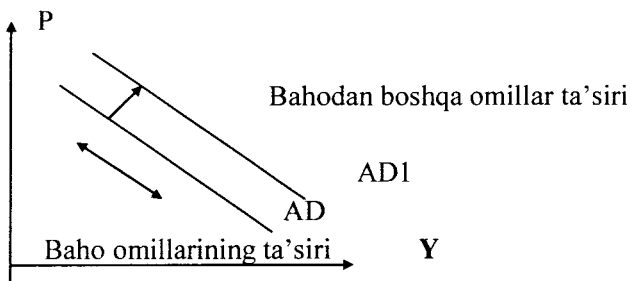 P
Bahodan boshqa omillar ta’siri
AD1
AD
Baho omillarining ta’siri
Y